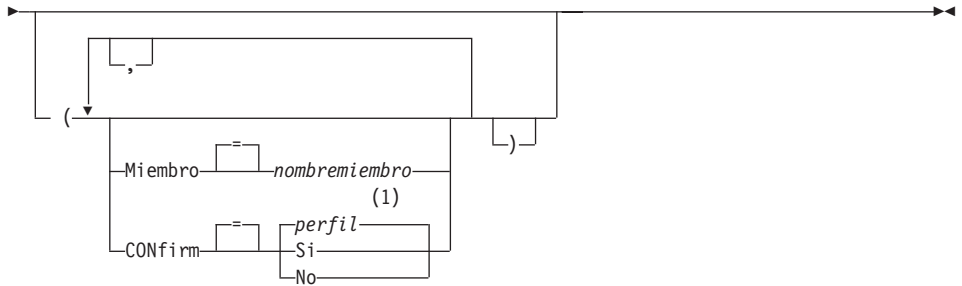 ,
(
)
=
Miembro nombremiembro
(1)
= perfil
CONfirm Si
No